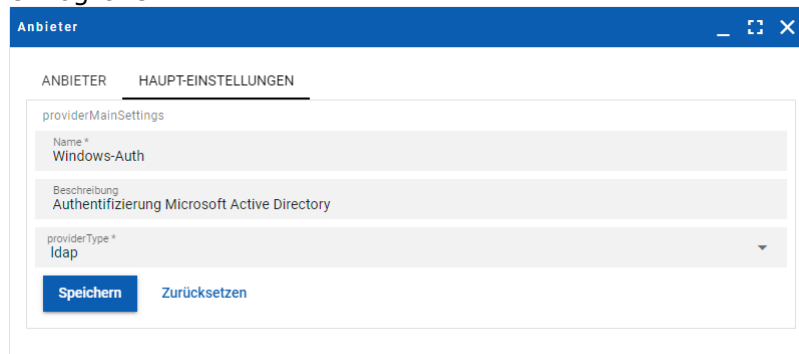 Anbieter
ANBIETER HAUPT-EINSTELLUNGEN
providerMainSettings
Name *
Windows-Auth
Beschreibung
Authentifizierung Microsoft Active Directory
providerType *
ldap
Speichern Zurücksetzen